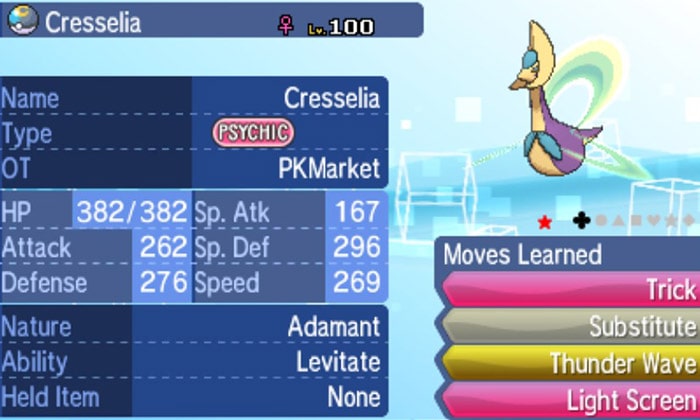 Cresselia Lv.100
Name Cresselia
Type PSYCHIC
OT PKMarket
HP 382/382 Sp. Atk 167
Attack 262 Sp. Def 296
Defense 276 Speed 269
Nature Adamant
Ability Levitate
Held Item None
Moves Learned
Trick
Substitute
Thunder Wave
Light Screen